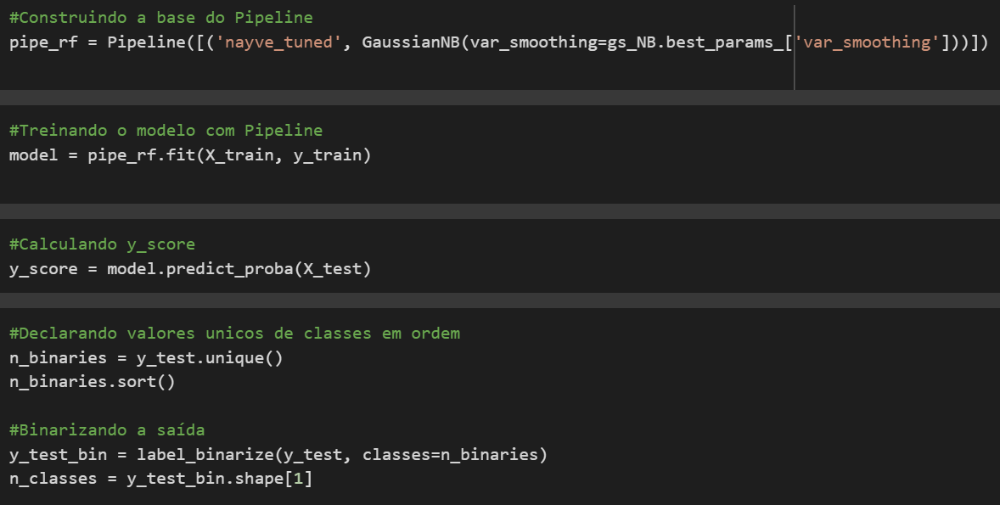 #Construindo a base do Pipeline
pipe_rf = Pipeline([('nayve_tuned', GaussianNB(var_smoothing=gs_NB.best_params_['var_smoothing']))])
#Treinando o modelo com Pipeline
model = pipe_rf.fit(X_train, y_train)
#Calculando y_score
y_score = model.predict_proba(X_test)
#Declarando valores unicos de classes em ordem
n_binaries = y_test.unique()
n_binaries.sort()
#Binarizando a saída
y_test_bin = label_binarize(y_test, classes=n_binaries)
n_classes = y_test_bin.shape[1]